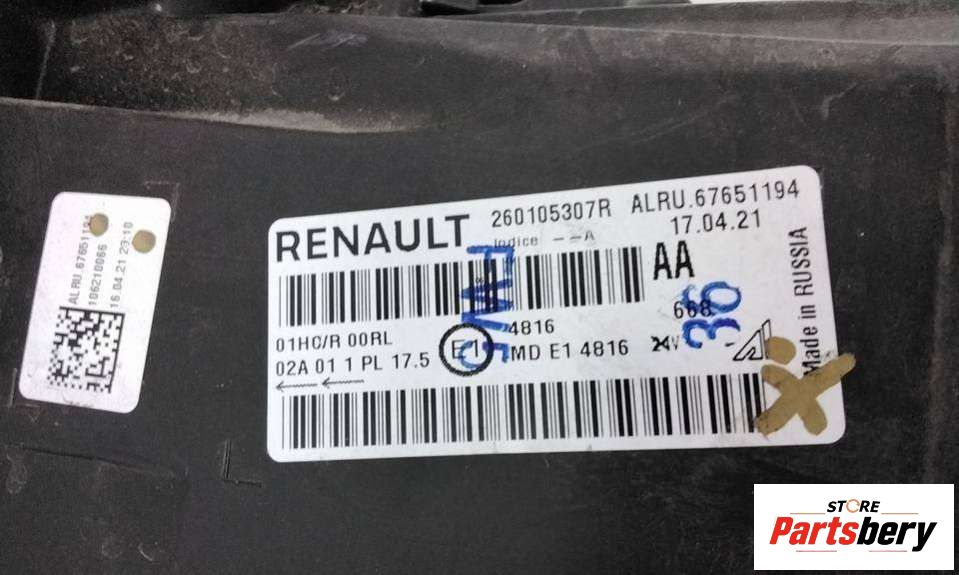 ALRU.67651194
106210066
16.04.21 23:10
RENAULT 260105307R ALRU.67651194
Indice --A 17.04.21
AA
668
01HC/R 00RL 4816
02A 01 1 PL 17.5 E1 MD E1 4816
36
Made in RUSSIA
STORE
Partsbery